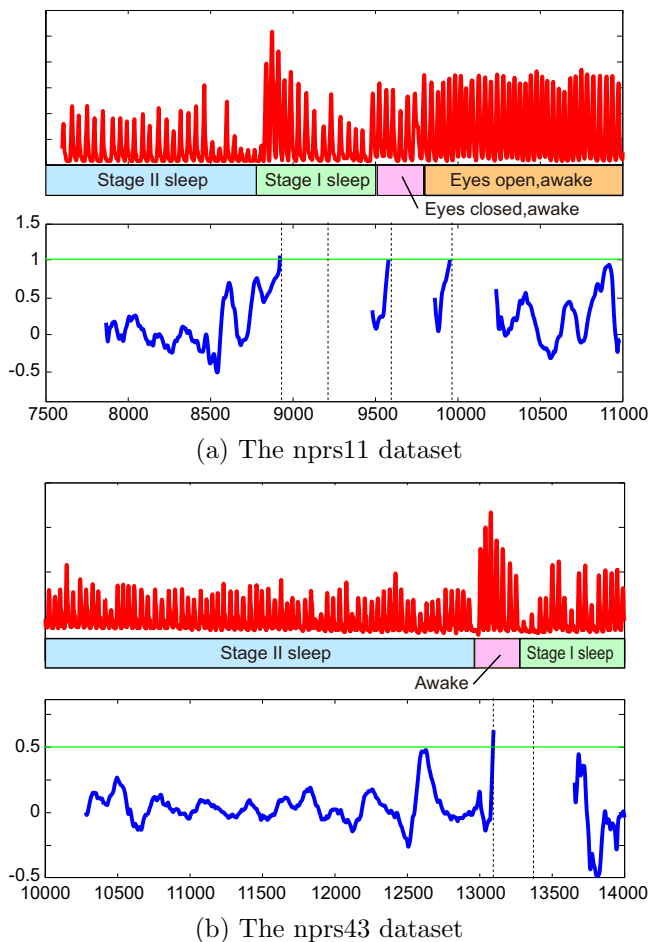 Stage II sleep
Stage I sleep
Eyes open,awake
Eyes closed,awake
1.5
1
0.5
0
-0.5
7500 8000 8500 9000 9500 10000 10500 11000
(a) The nprs11 dataset
Stage II sleep
Stage I sleep
Awake
0.5
0
-0.5
10000 10500 11000 11500 12000 12500 13000 13500 14000
(b) The nprs43 dataset